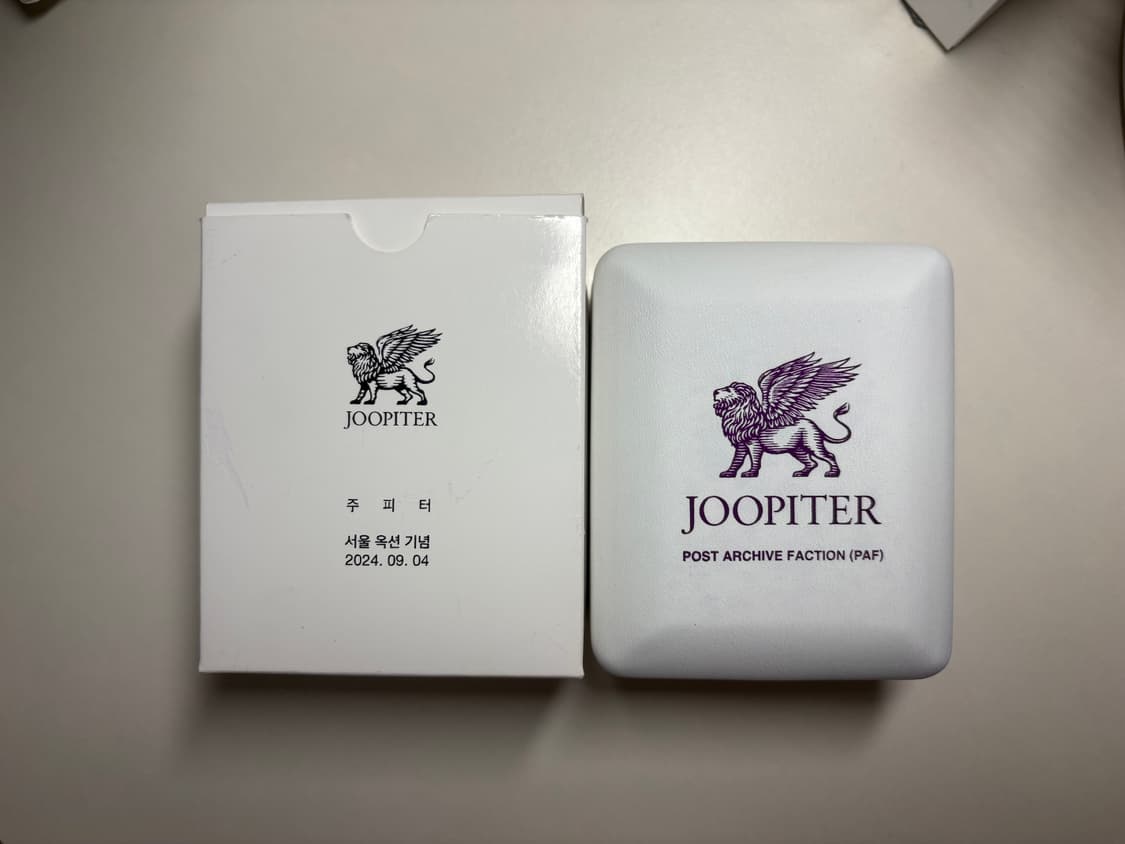 JOOPITER
주 피 터
서울 옥션 기념
2024. 09. 04
JOOPITER
POST ARCHIVE FACTION (PAF)